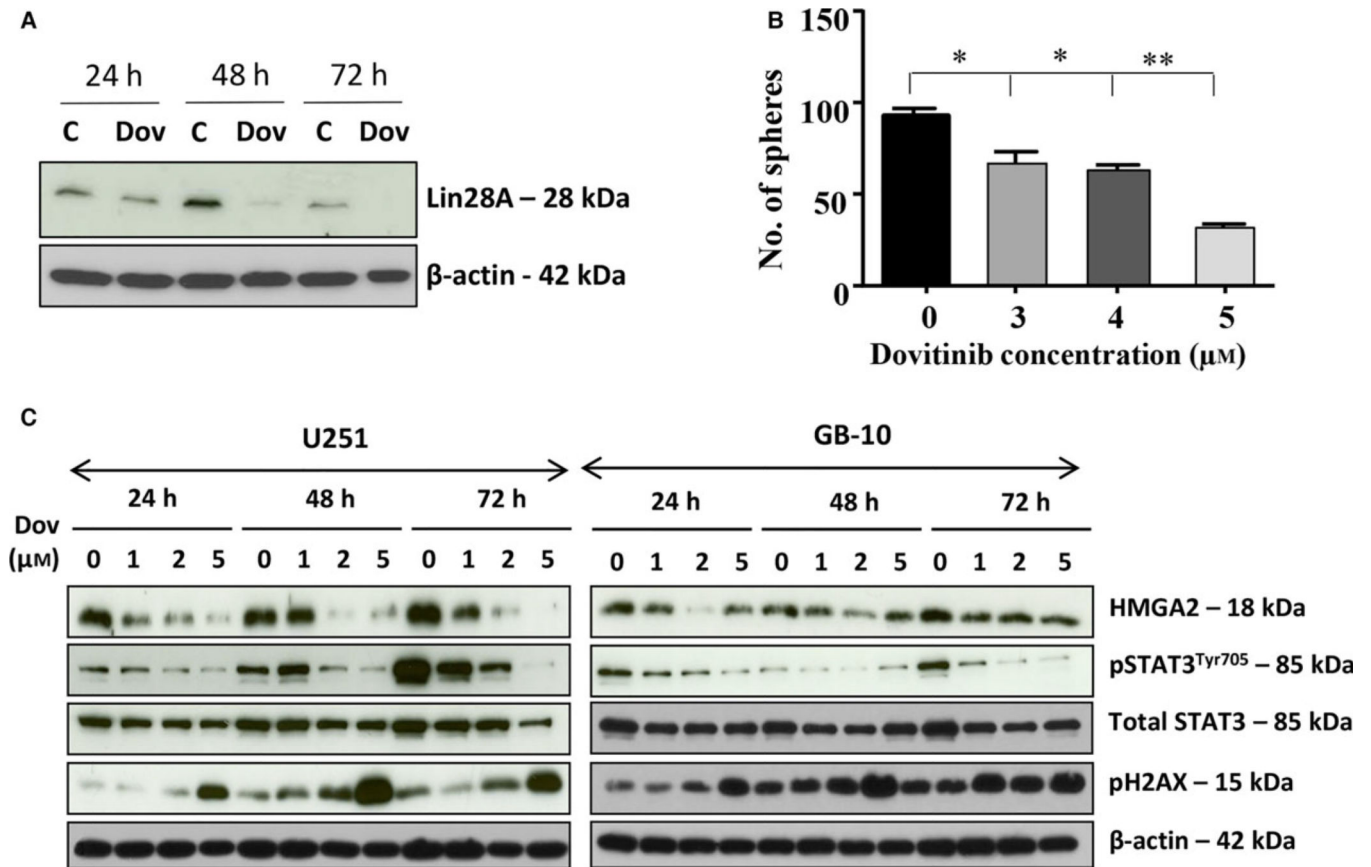 A
24 h 48 h 72 h
C Dov C Dov C Dov
Lin28A – 28 kDa
β-actin - 42 kDa
B
150
100
50
0
No. of spheres
* * **
0 3 4 5
Dovitinib concentration (μM)
C
U251 GB-10
24 h 48 h 72 h 24 h 48 h 72 h
Dov
(μM) 0 1 2 5 0 1 2 5 0 1 2 5 0 1 2 5 0 1 2 5 0 1 2 5
HMGA2 – 18 kDa
pSTAT3Tyr705 – 85 kDa
Total STAT3 – 85 kDa
pH2AX – 15 kDa
β-actin – 42 kDa